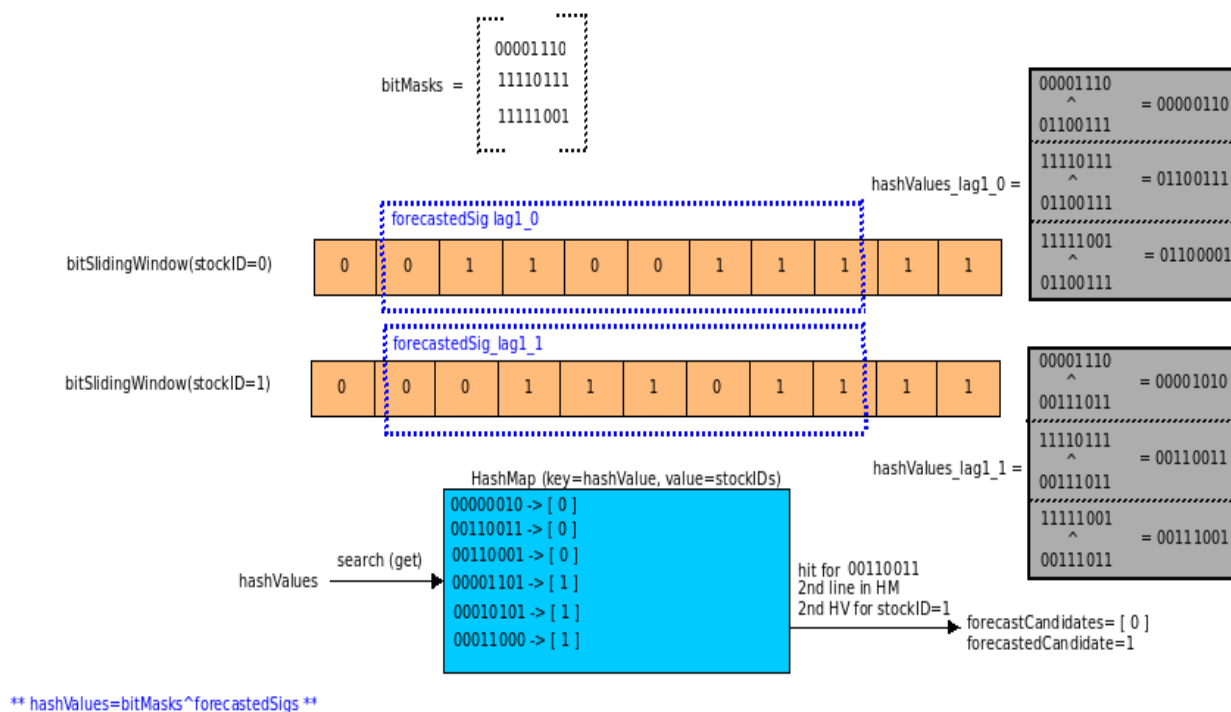 00001110
bitMasks = 11110111
11111001
00001110
^ = 00000110
01100111
11110111
hashValues_lag1_0 = ^ = 01100111
01100111
11111001
^ = 01100001
01100111
forecastedSig lag1_0
bitSlidingWindow(stockID=0) 0 0 1 1 0 0 1 1 1 1 1
forecastedSig_lag1_1
bitSlidingWindow(stockID=1) 0 0 0 1 1 1 0 1 1 1 1
00001110
^ = 00001010
00111011
11110111
hashValues_lag1_1 = ^ = 00110011
00111011
11111001
^ = 00111001
00111011
HashMap (key=hashValue, value=stockIDs)
00000010 -> [ 0 ]
00110011 -> [ 0 ]
00110001 -> [ 0 ]
00001101 -> [ 1 ]
00010101 -> [ 1 ]
00011000 -> [ 1 ]
search (get)
hashValues
hit for 00110011
2nd line in HM
2nd HV for stockID=1
forecastCandidates= [ 0 ]
forecastedCandidate=1
** hashValues=bitMasks^forecastedSigs **